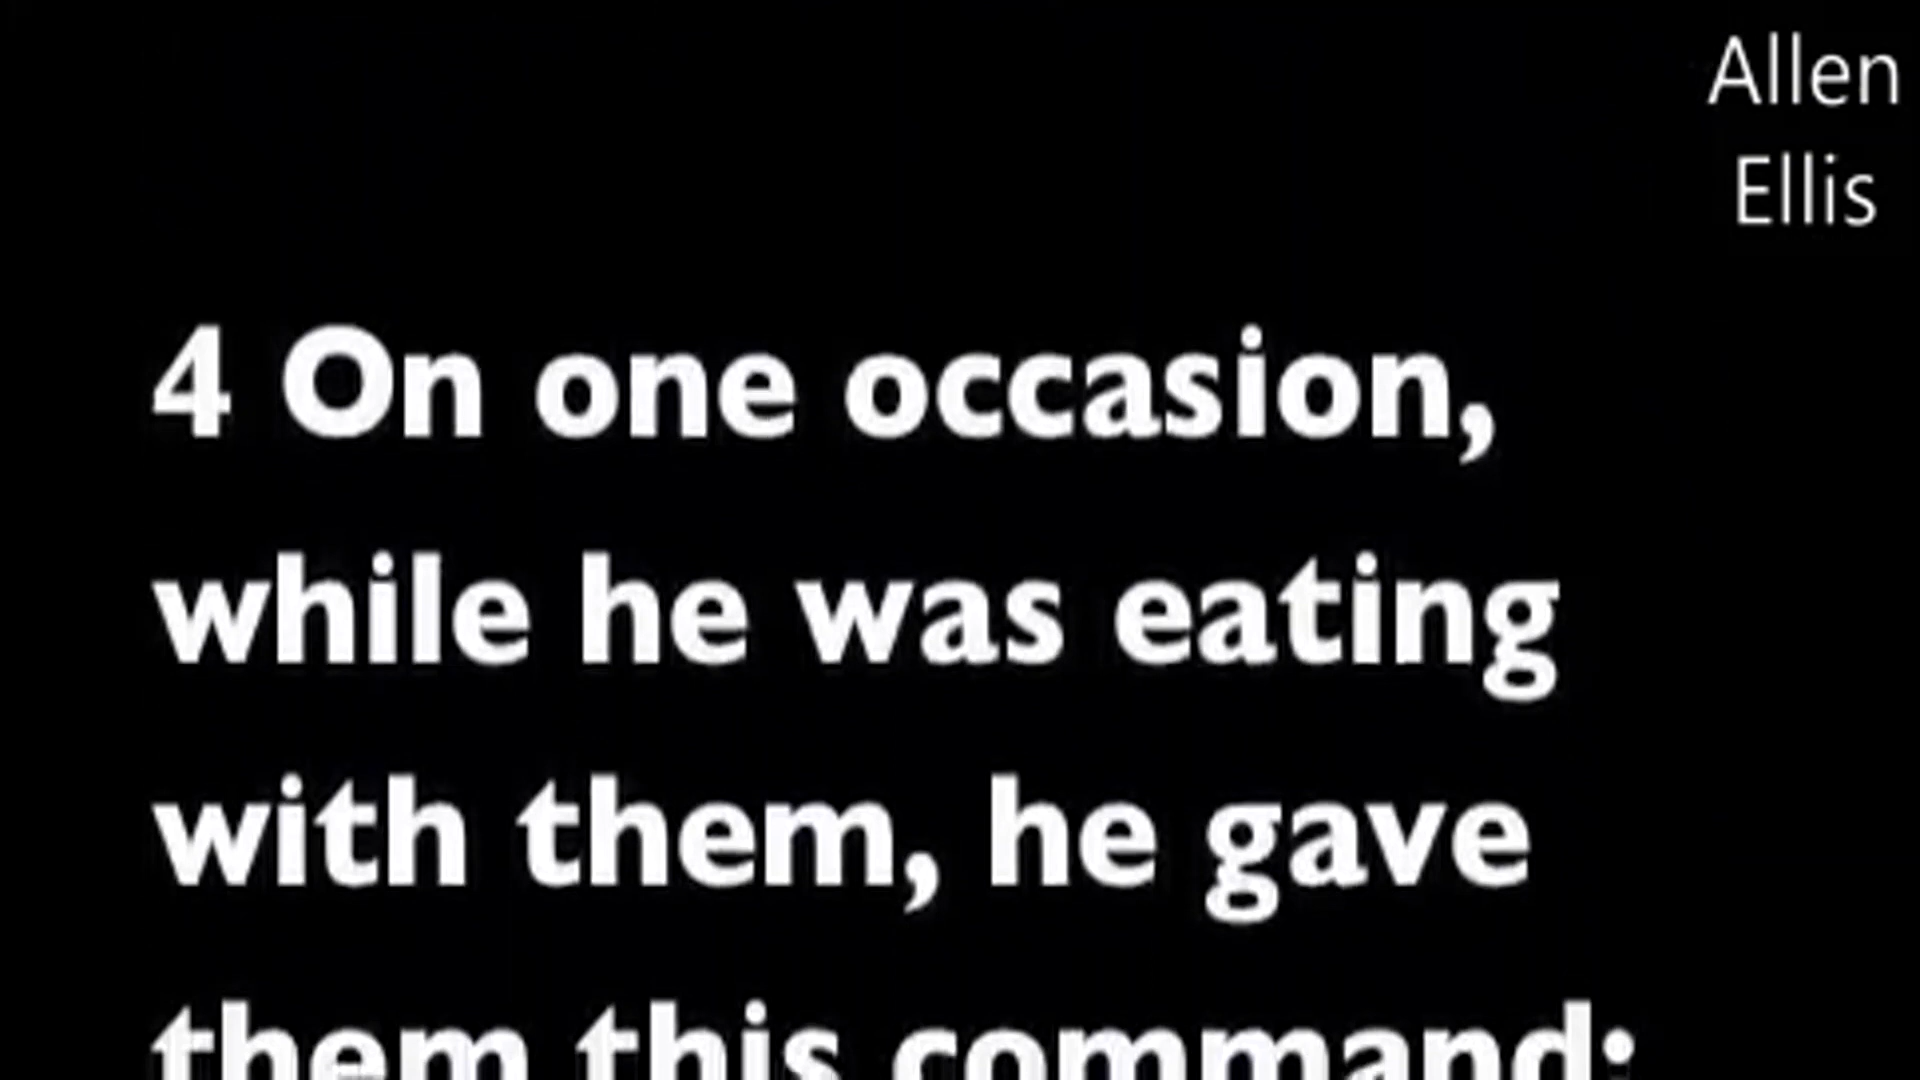 Allen
Ellis
4 On one occasion,
while he was eating
with them, he gave
them this command: